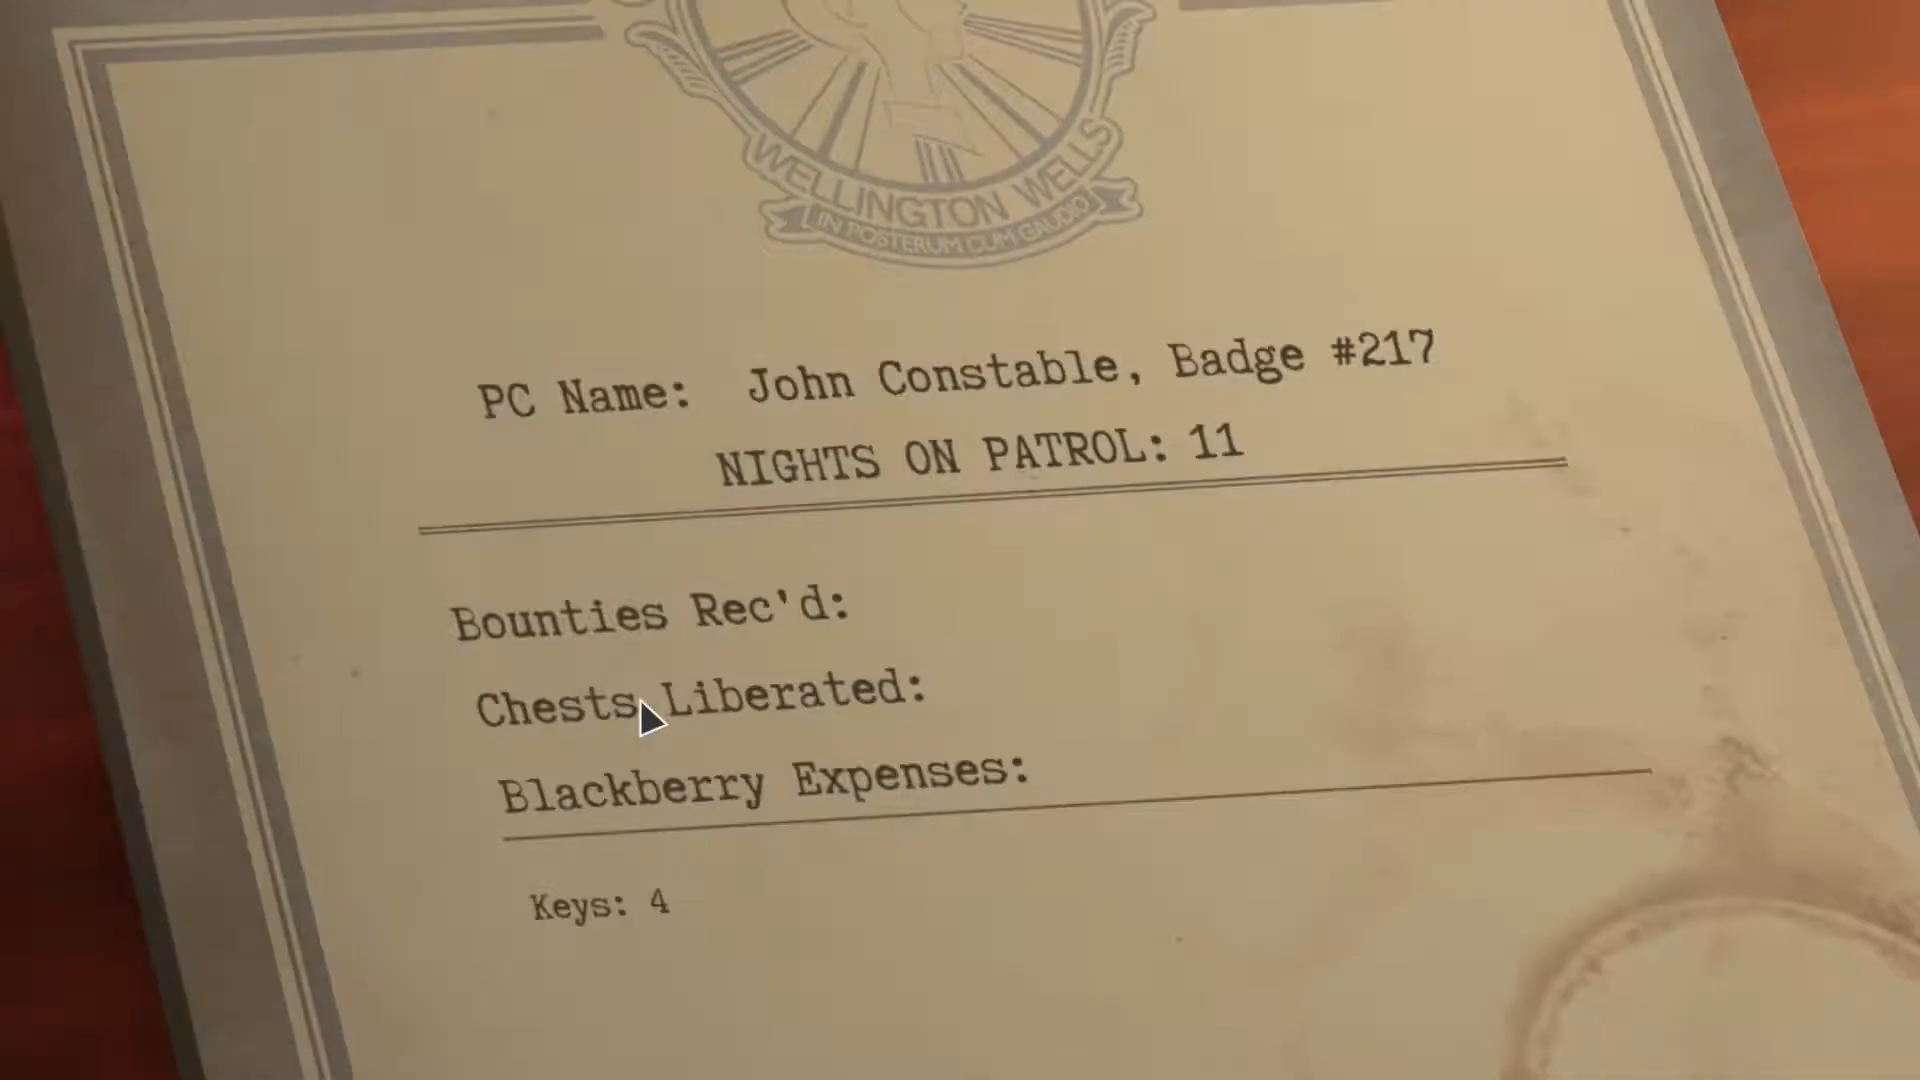 WELLINGTON WELLS
IN POSTERUM CUM GAUDIO
PC Name: John Constable, Badge #217
NIGHTS ON PATROL: 11
Bounties Rec'd:
Chests Liberated:
Blackberry Expenses:
Keys: 4